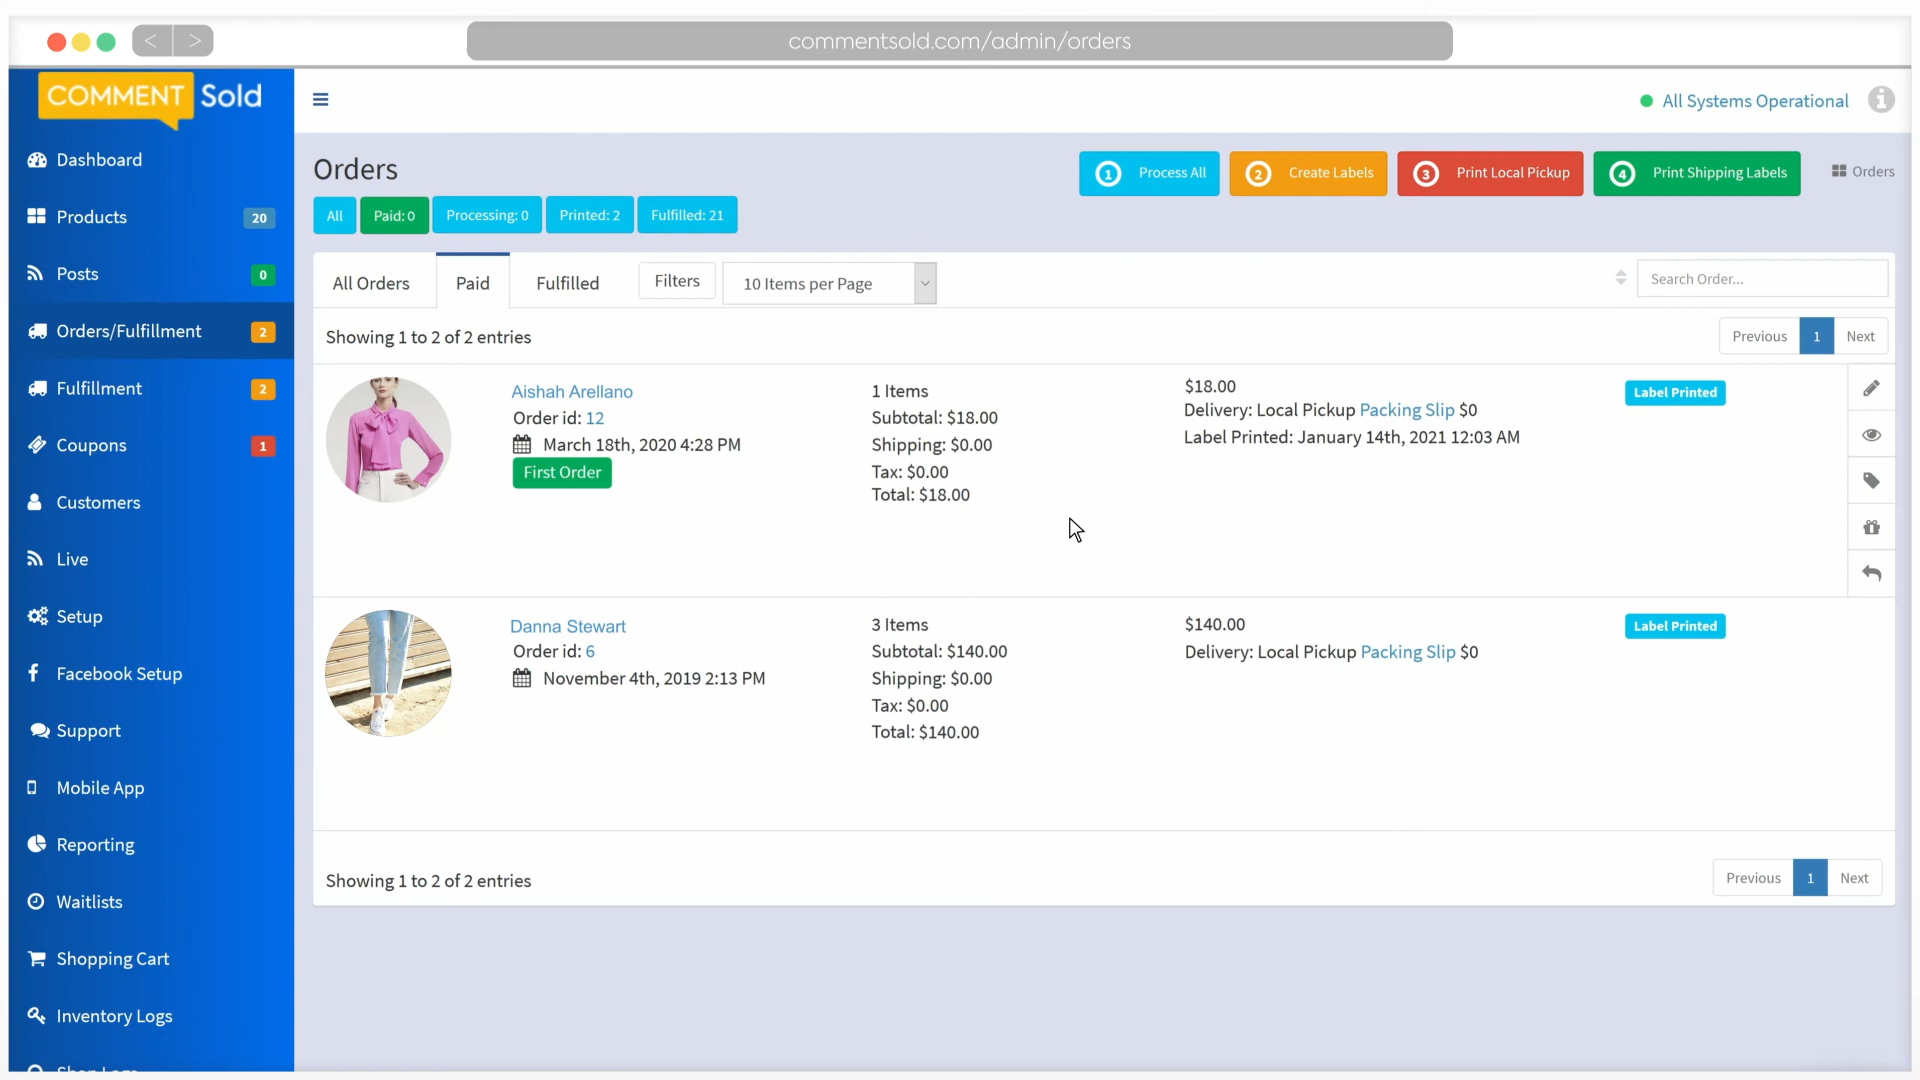 commentsold.com/admin/orders
COMMENT Sold
All Systems Operational
Dashboard
Products 20
Posts 0
Orders/Fulfillment 2
Fulfillment 2
Coupons 1
Customers
Live
Setup
Facebook Setup
Support
Mobile App
Reporting
Waitlists
Shopping Cart
Inventory Logs
Orders
1 Process All
2 Create Labels
3 Print Local Pickup
4 Print Shipping Labels
Orders
All
Paid: 0
Processing: 0
Printed: 2
Fulfilled: 21
All Orders
Paid
Fulfilled
Filters
10 Items per Page
Search Order...
Showing 1 to 2 of 2 entries
Previous 1 Next
Aishah Arellano
Order id: 12
March 18th, 2020 4:28 PM
First Order
1 Items
Subtotal: $18.00
Shipping: $0.00
Tax: $0.00
Total: $18.00
$18.00
Delivery: Local Pickup Packing Slip $0
Label Printed: January 14th, 2021 12:03 AM
Label Printed
Danna Stewart
Order id: 6
November 4th, 2019 2:13 PM
3 Items
Subtotal: $140.00
Shipping: $0.00
Tax: $0.00
Total: $140.00
$140.00
Delivery: Local Pickup Packing Slip $0
Label Printed
Showing 1 to 2 of 2 entries
Previous 1 Next